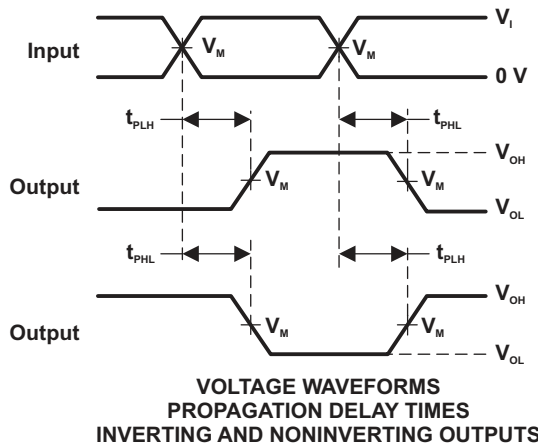 V_I
Input
V_M
V_M
0 V
t_PLH
t_PHL
V_OH
Output
V_M
V_M
V_OL
t_PHL
t_PLH
V_OH
Output
V_M
V_M
V_OL
VOLTAGE WAVEFORMS
PROPAGATION DELAY TIMES
INVERTING AND NONINVERTING OUTPUTS